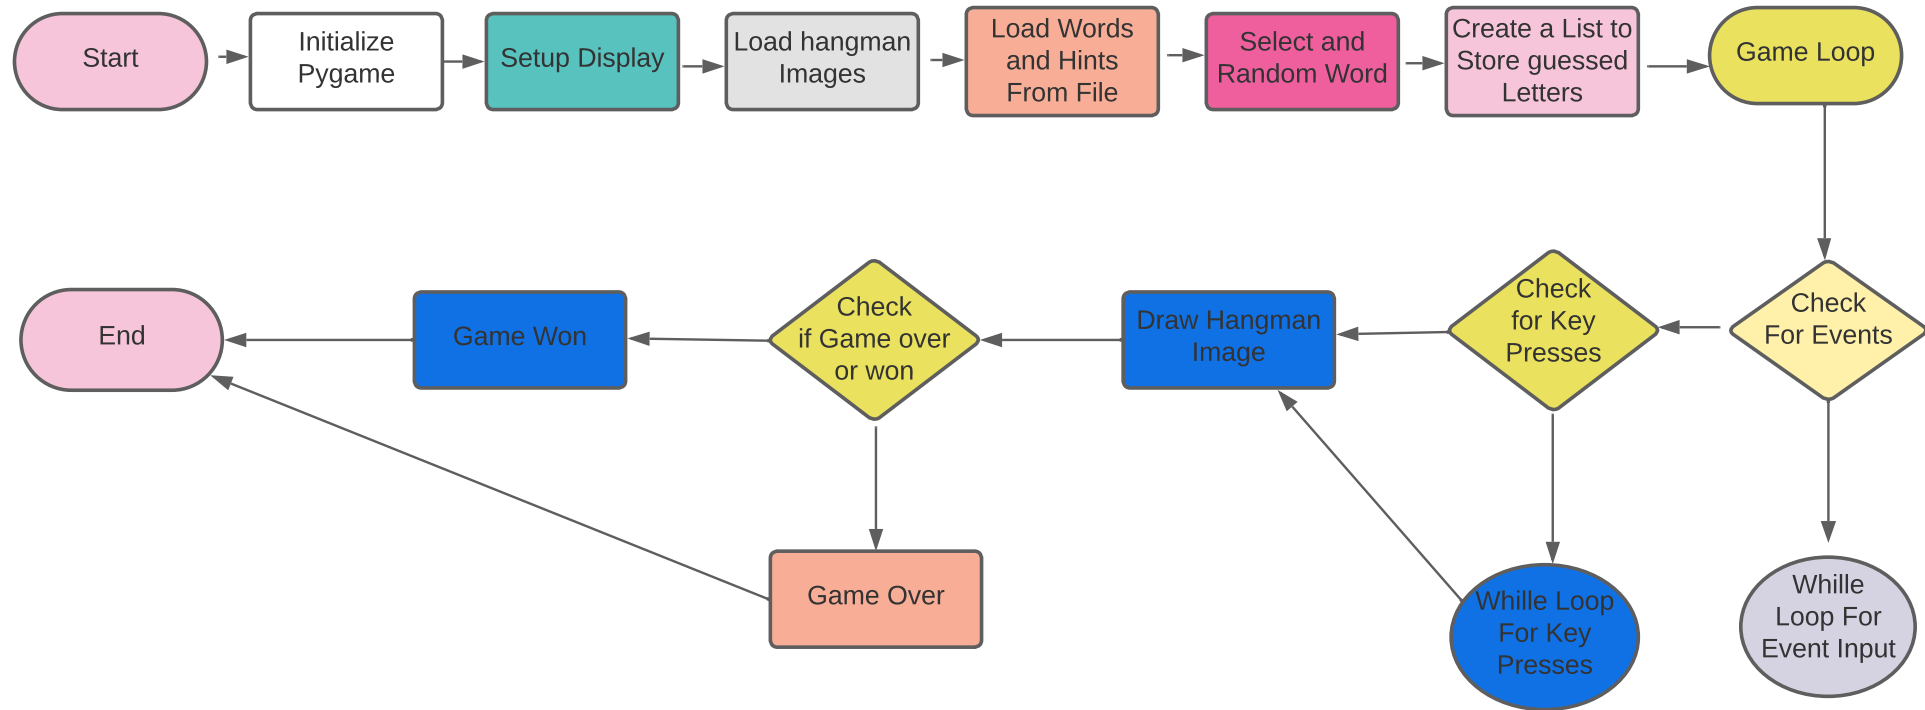 Start
Initialize
Pygame
Setup Display
Load hangman
Images
Load Words
and Hints
From File
Select and
Random Word
Create a List to
Store guessed
Letters
Game Loop
Check
For Events
Check
for Key
Presses
Draw Hangman
Image
Check
if Game over
or won
Game Won
End
Game Over
Whille Loop
For Key
Presses
Whille
Loop For
Event Input